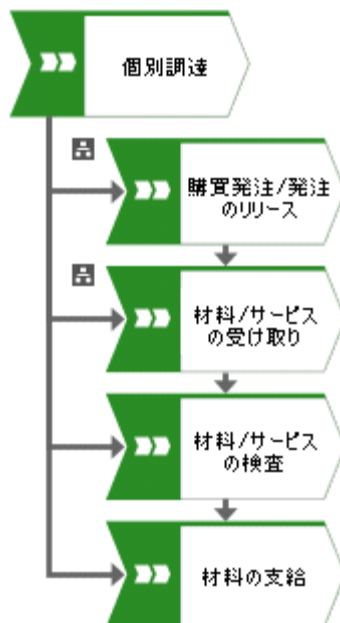 個別調達
購買発注/発注
のリリース
材料/サービス
の受け取り
材料/サービス
の検査
材料の支給